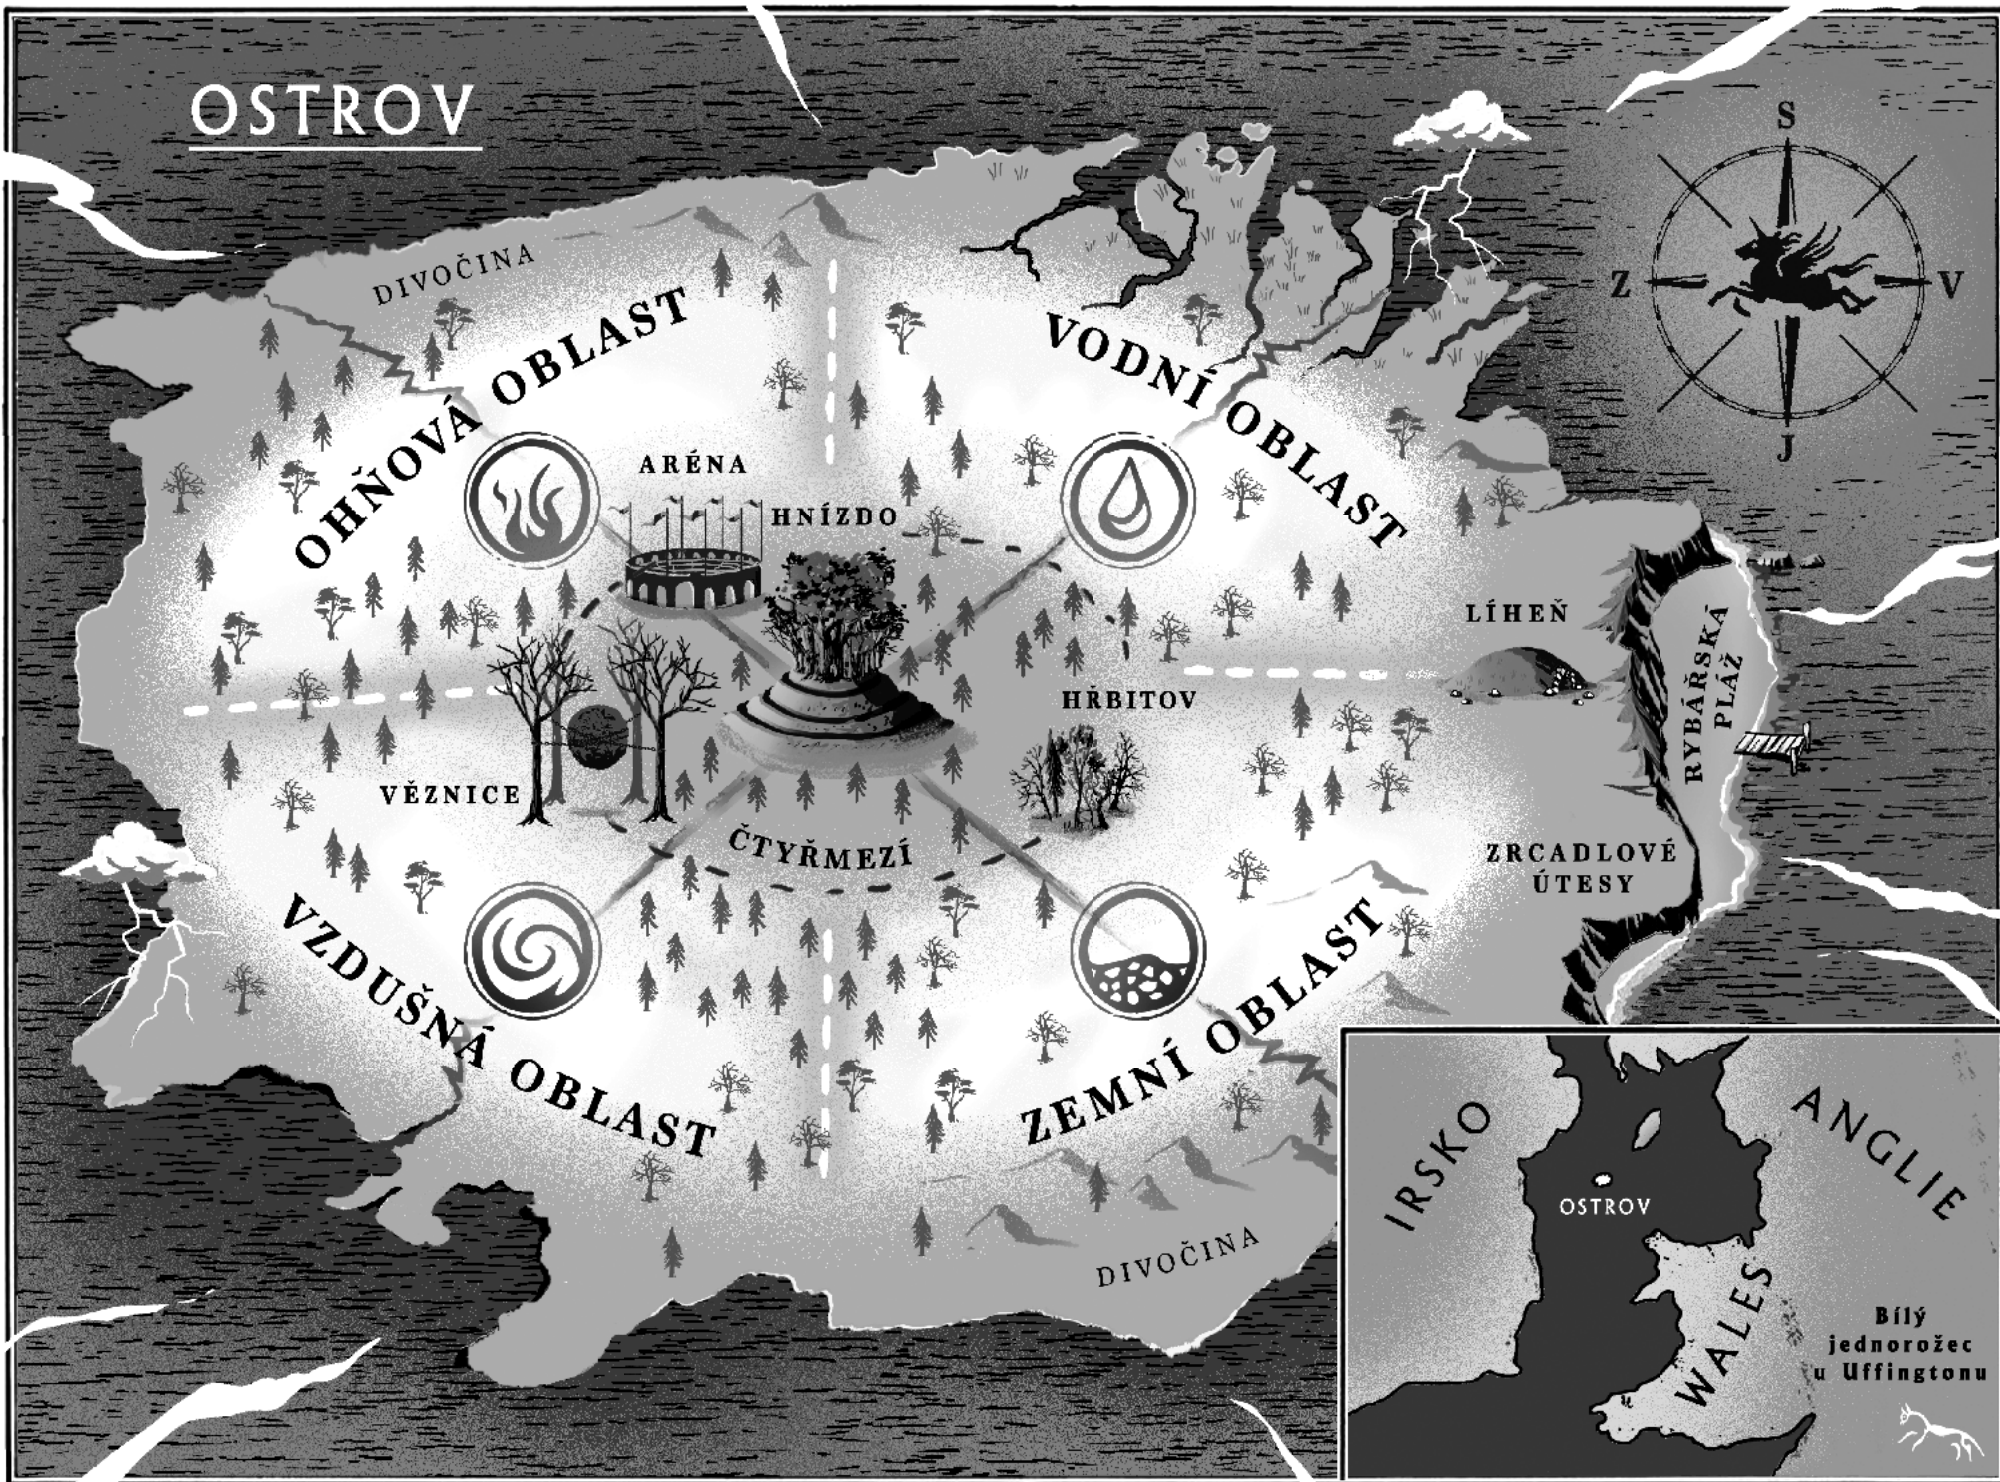 OSTROV
S
Z
V
J
DIVOČINA
OHŇOVÁ OBLAST
VODNÍ OBLAST
ARÉNA
HNÍZDO
LÍHEŇ
RYBÁŘSKÁ
PLÁŽ
HŘBITOV
VĚZNICE
ČTYŘMEZÍ
ZRCADLOVÉ
ÚTESY
VZDUŠNÁ OBLAST
ZEMNÍ OBLAST
DIVOČINA
IRSKO
ANGLIE
OSTROV
WALES
Bílý
jednorožec
u Uffingtonu